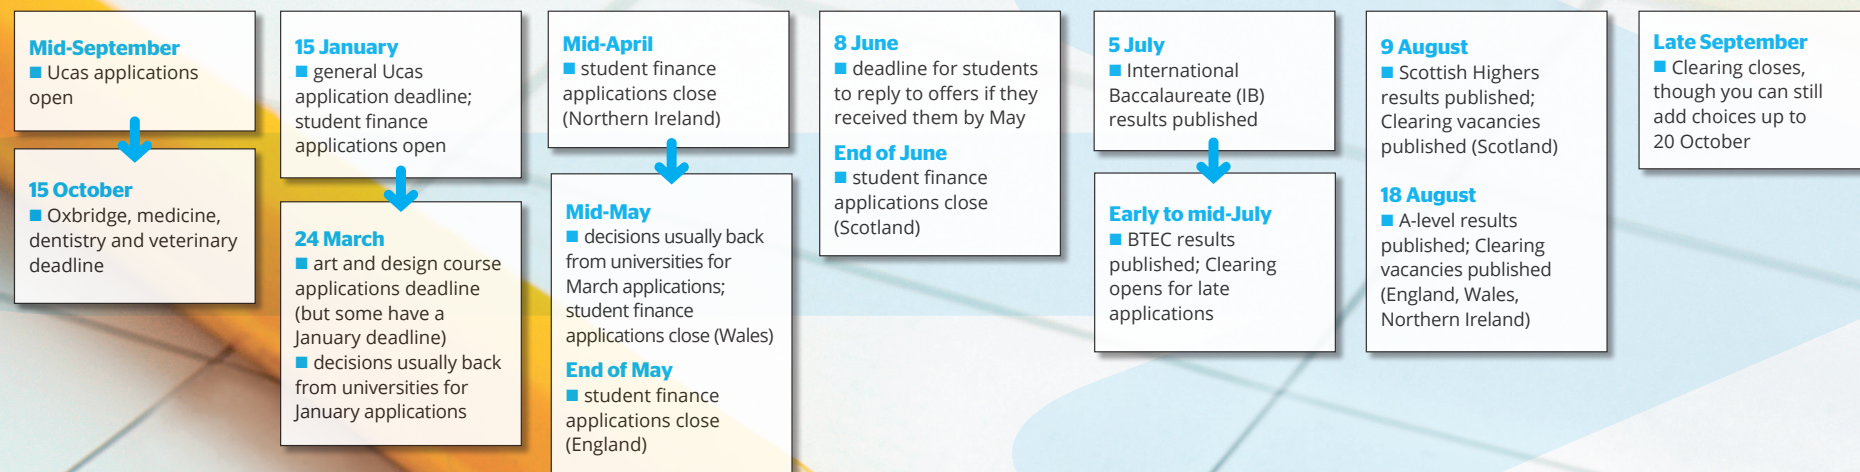 Mid-September
■ Ucas applications
open
15 October
■ Oxbridge, medicine,
dentistry and veterinary
deadline
15 January
■ general Ucas
application deadline;
student finance
applications open
24 March
■ art and design course
applications deadline
(but some have a
January deadline)
■ decisions usually back
from universities for
January applications
Mid-April
■ student finance
applications close
(Northern Ireland)
Mid-May
■ decisions usually back
from universities for
March applications;
student finance
applications close (Wales)
End of May
■ student finance
applications close
(England)
8 June
■ deadline for students
to reply to offers if they
received them by May
End of June
■ student finance
applications close
(Scotland)
5 July
■ International
Baccalaureate (IB)
results published
Early to mid-July
■ BTEC results
published; Clearing
opens for late
applications
9 August
■ Scottish Highers
results published;
Clearing vacancies
published (Scotland)
18 August
■ A-level results
published; Clearing
vacancies published
(England, Wales,
Northern Ireland)
Late September
■ Clearing closes,
though you can still
add choices up to
20 October